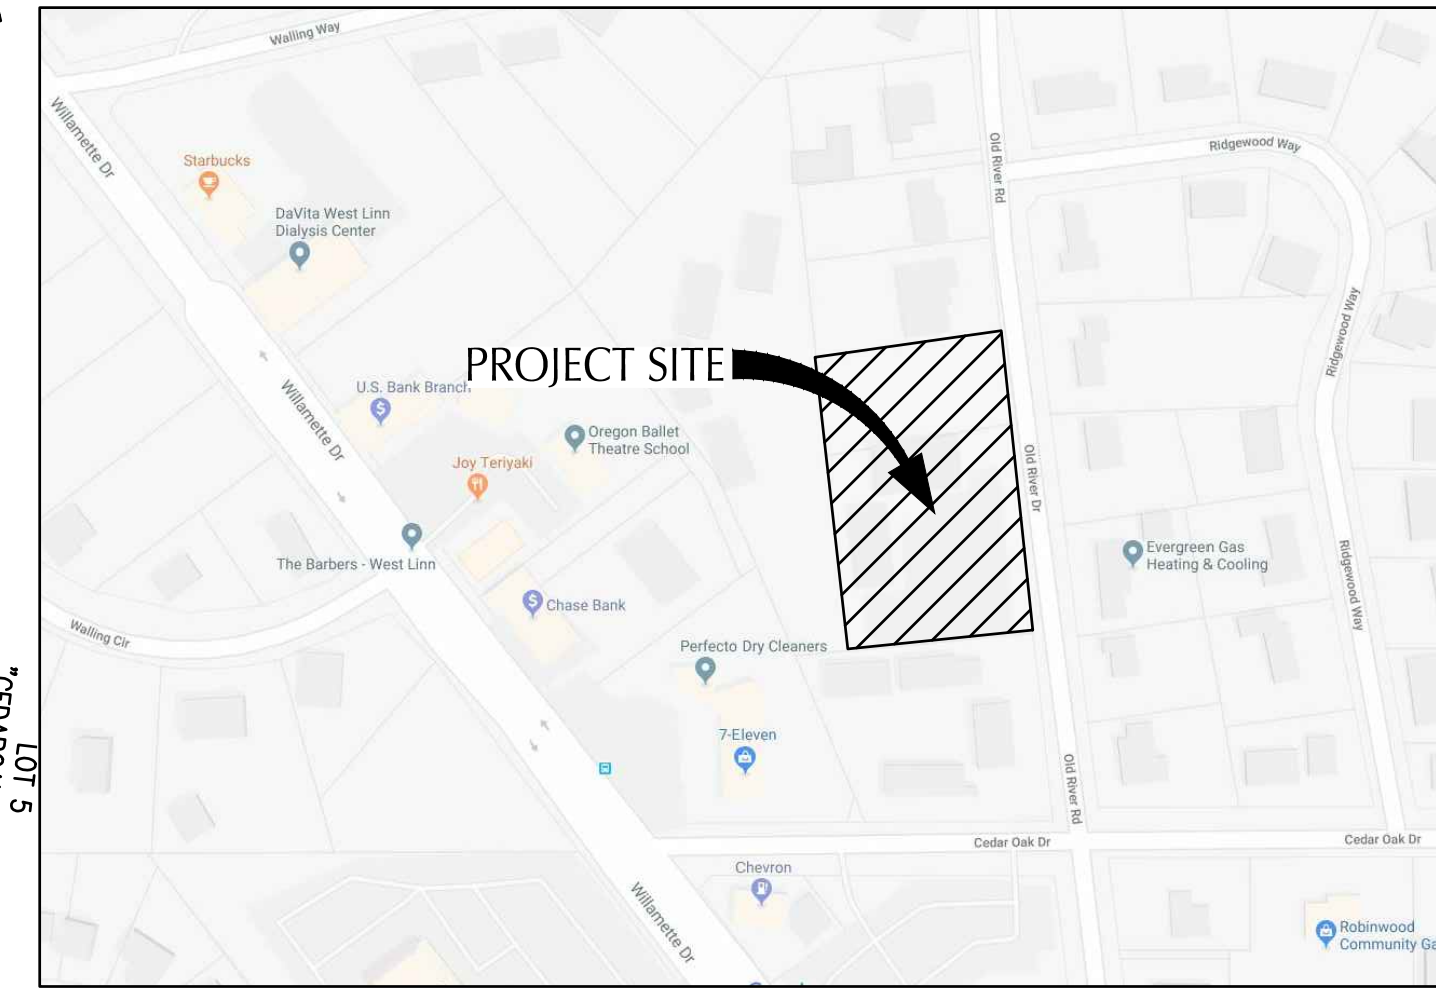 Walling Way
Willamette Dr
Starbucks
DaVita West Linn
Dialysis Center
Old River Rd
Ridgewood Way
Ridgewood Way
PROJECT SITE
U.S. Bank Branch
Willamette Dr
Oregon Ballet
Theatre School
Joy Teriyaki
Old River Dr
The Barbers - West Linn
Evergreen Gas
Heating & Cooling
Ridgewood Way
Chase Bank
Walling Cir
Perfecto Dry Cleaners
LOT 5
7-Eleven
Old River Rd
Cedar Oak Dr
Cedar Oak Dr
Chevron
Willamette Dr
Robinwood
Community Ga